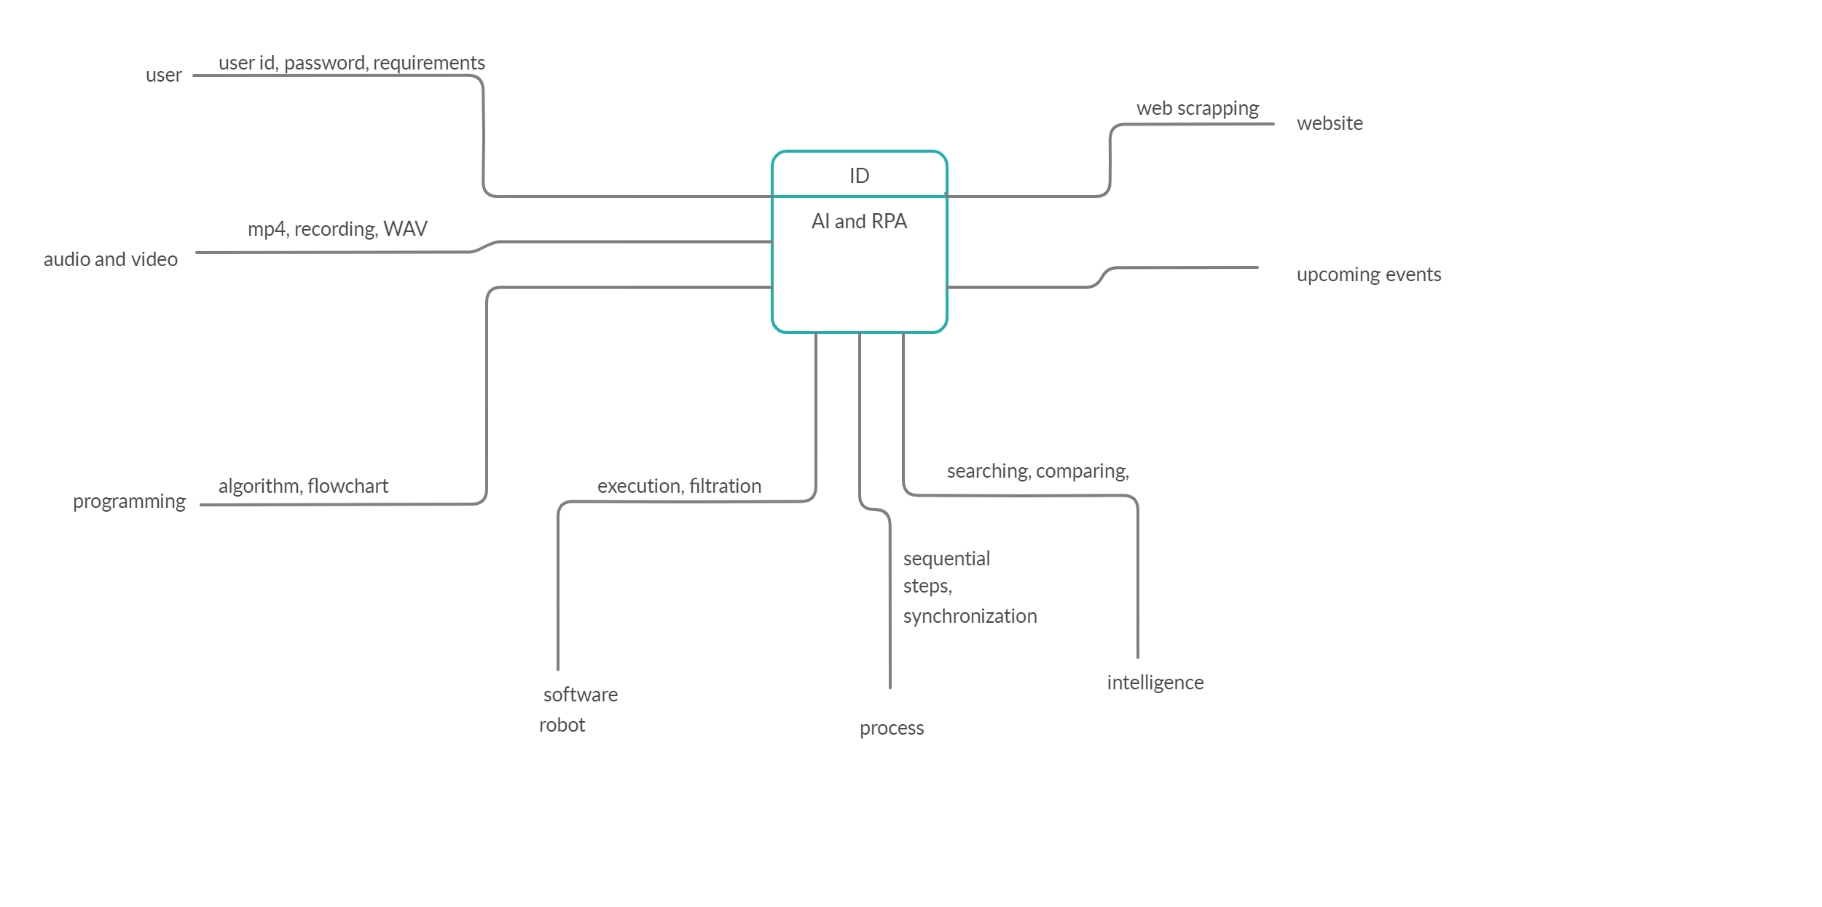 user id, password, requirements
user
web scrapping
website
ID
AI and RPA
mp4, recording, WAV
audio and video
upcoming events
algorithm, flowchart
programming
execution, filtration
searching, comparing,
sequential
steps,
synchronization
software
robot
process
intelligence